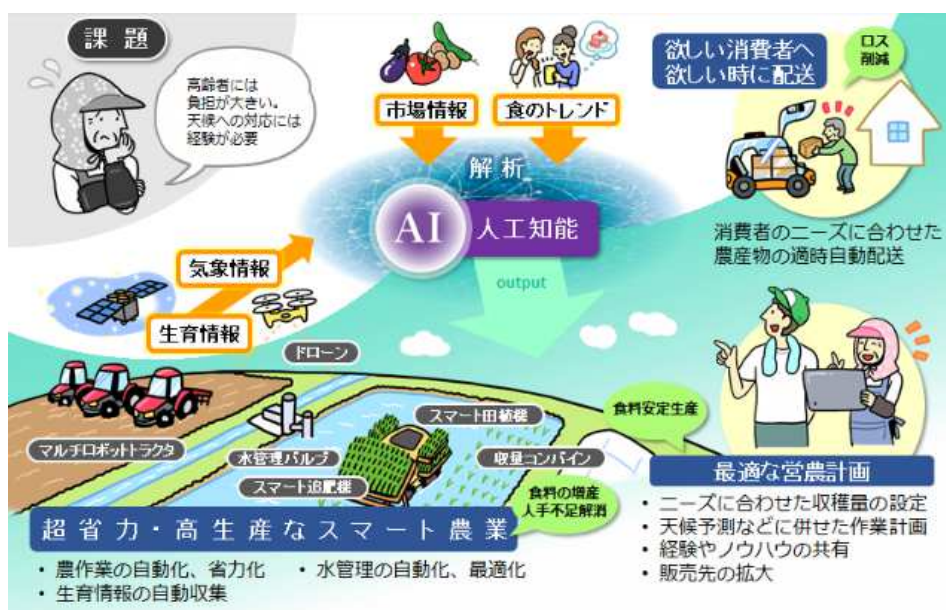 課題
高齢者には
負担が大きい。
天候への対応には
経験が必要
市場情報
食のトレンド
欲しい消費者へ
欲しい時に配送
ロス
削減
解析
AI 人工知能
消費者のニーズに合わせた
農産物の適時自動配送
気象情報
output
生育情報
ドローン
スマート田植機
食料安定生産
マルチロボットトラクタ
水管理バルブ
収量コンバイン
スマート追肥機
食料の増産
人手不足解消
最適な営農計画
・ニーズに合わせた収穫量の設定
・天候予測などに併せた作業計画
・経験やノウハウの共有
・販売先の拡大
超省力・高生産なスマート農業
・農作業の自動化、省力化 ・水管理の自動化、最適化
・生育情報の自動収集